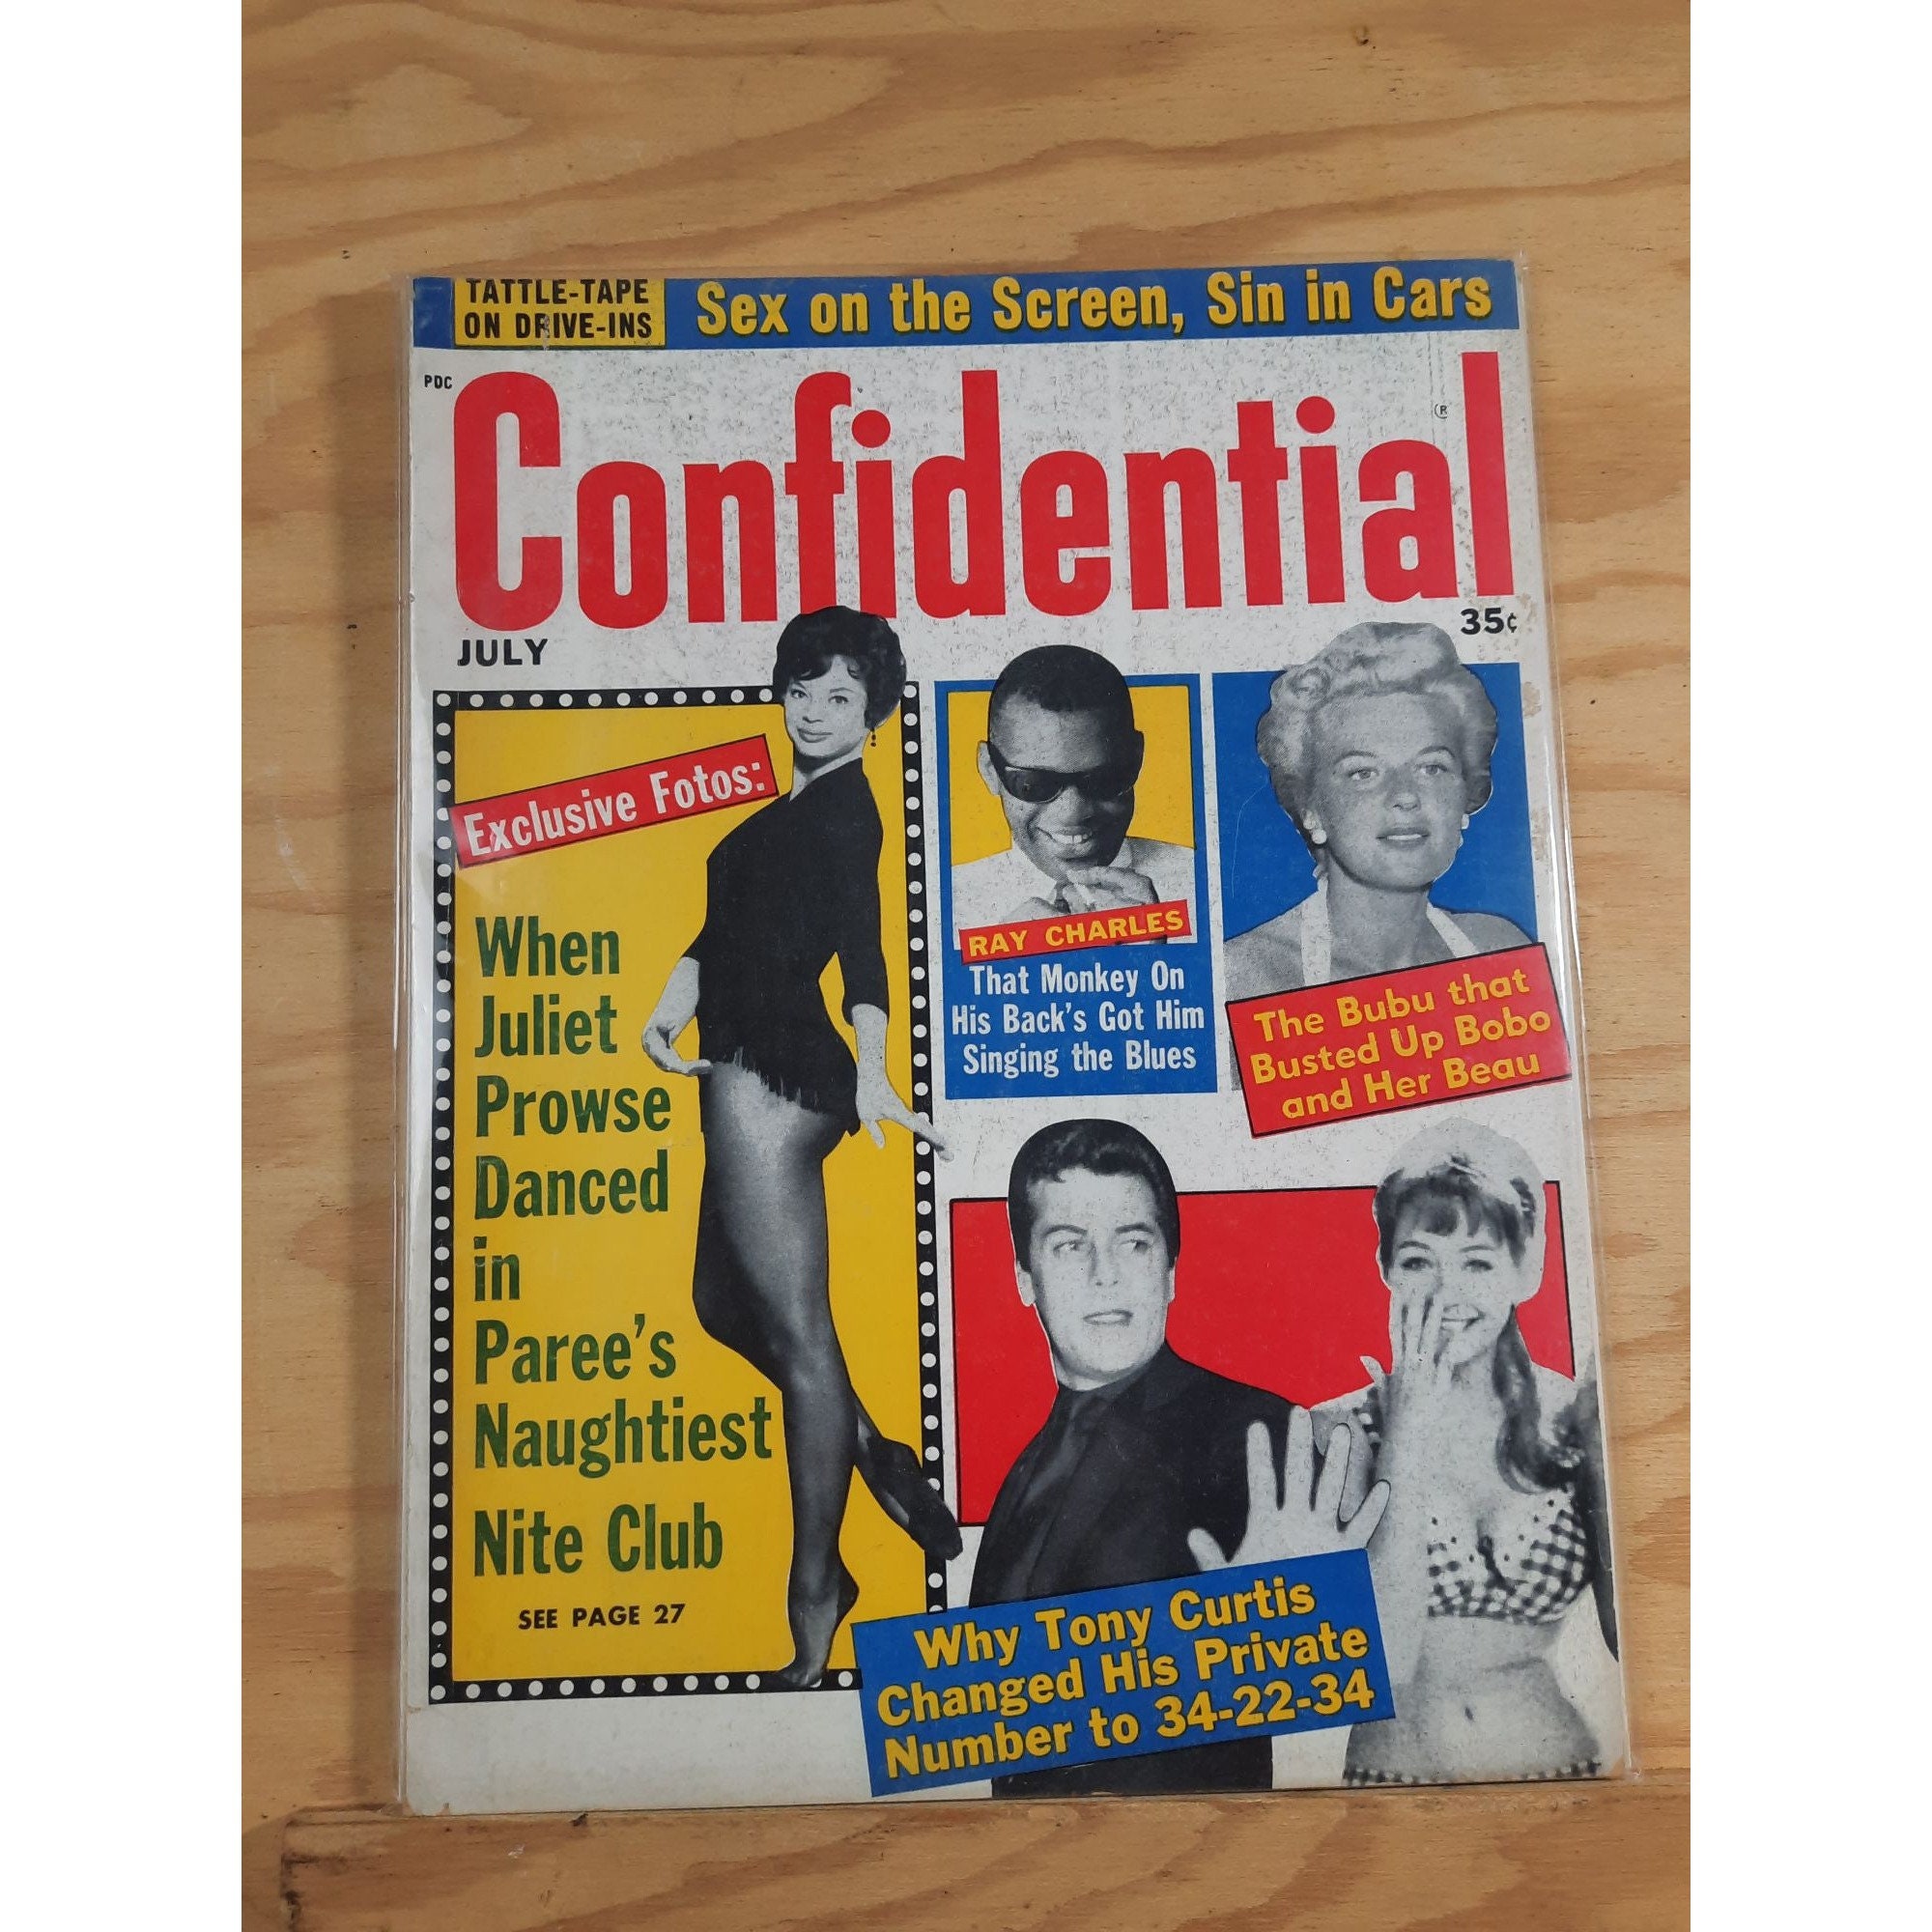 TATTLE-TAPE
ON DRIVE-INS
Sex on the Screen, Sin in Cars
PDC
Confidential
®
JULY
35¢
Exclusive Fotos:
When
Juliet
Prowse
Danced
in
Paree's
Naughtiest
Nite Club
SEE PAGE 27
RAY CHARLES
That Monkey On
His Back's Got Him
Singing the Blues
The Bubu that
Busted Up Bobo
and Her Beau
Why Tony Curtis
Changed His Private
Number to 34-22-34